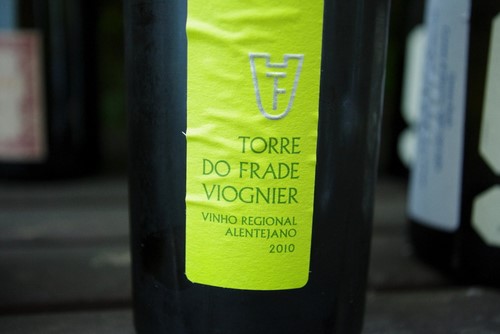 TORRE
DO FRADE
VIOGNIER
VINHO REGIONAL
ALENTEJANO
2010